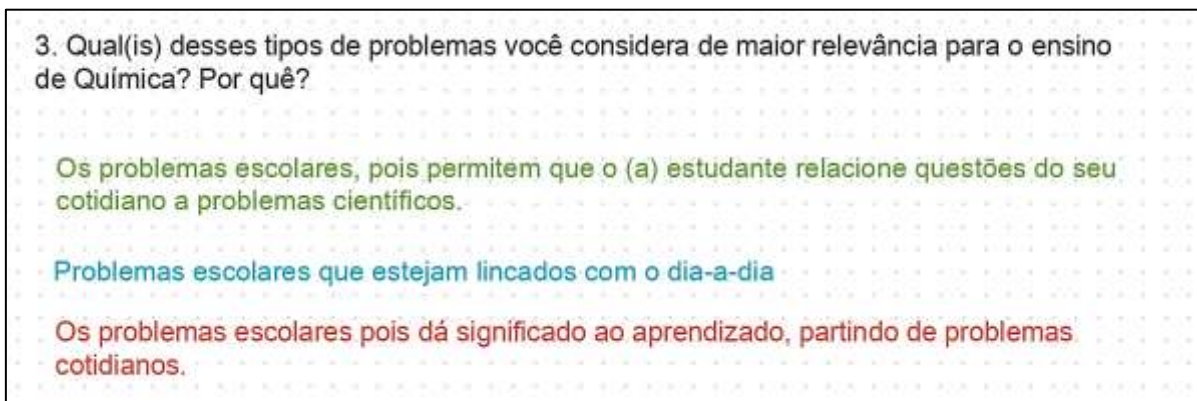 3. Qual(is) desses tipos de problemas você considera de maior relevância para o ensino
de Química? Por quê?
Os problemas escolares, pois permitem que o (a) estudante relacione questões do seu
cotidiano a problemas científicos.
Problemas escolares que estejam lincados com o dia-a-dia
Os problemas escolares pois dá significado ao aprendizado, partindo de problemas
cotidianos.